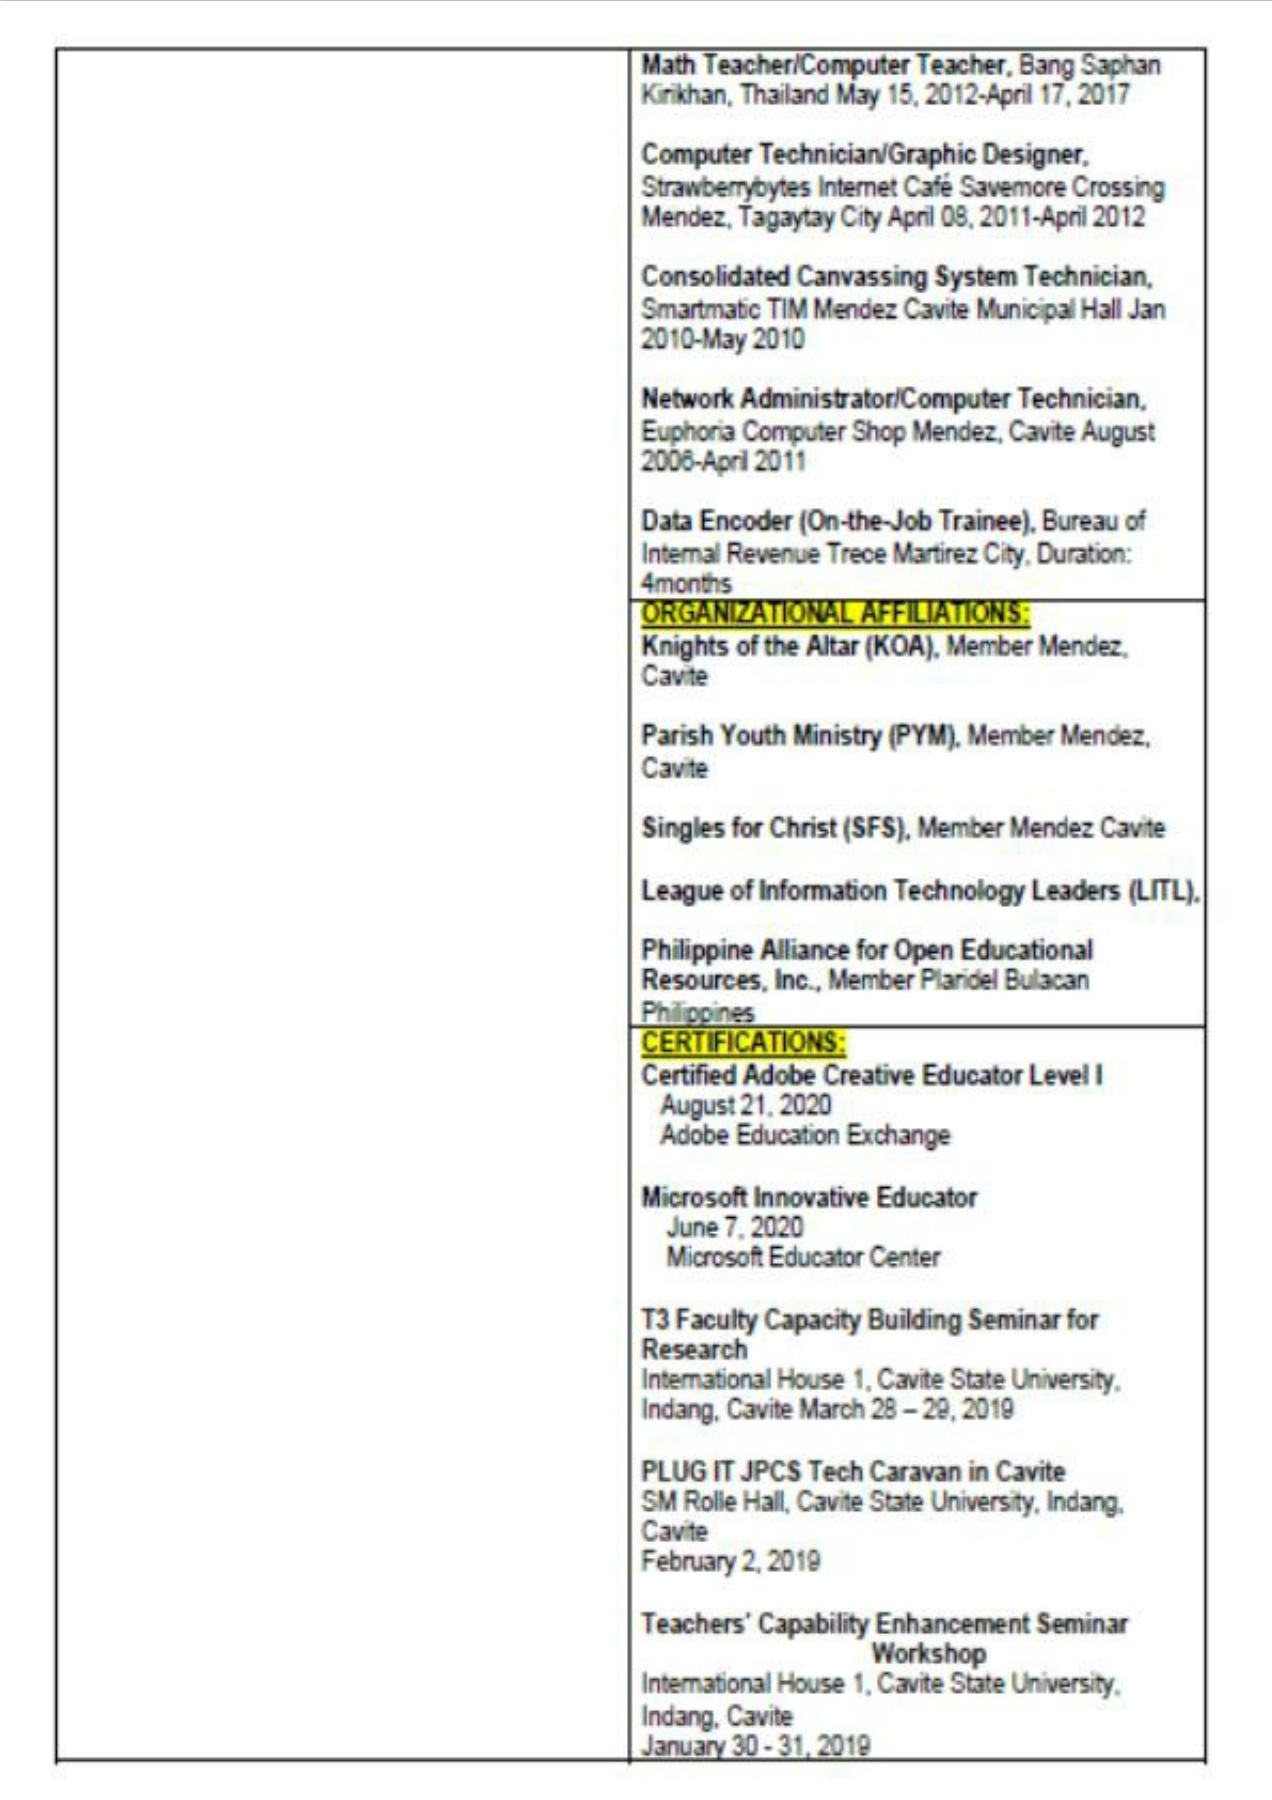 Math Teacher/Computer Teacher, Bang Saphan
Kirikhan, Thailand May 15, 2012-April 17, 2017
Computer Technician/Graphic Designer,
Strawberrybytes Internet Café Savemore Crossing
Mendez, Tagaytay City April 08, 2011-April 2012
Consolidated Canvassing System Technician,
Smartmatic TIM Mendez Cavite Municipal Hall Jan
2010-May 2010
Network Administrator/Computer Technician,
Euphoria Computer Shop Mendez, Cavite August
2006-April 2011
Data Encoder (On-the-Job Trainee), Bureau of
Internal Revenue Trece Martirez City, Duration:
4months
ORGANIZATIONAL AFFILIATIONS:
Knights of the Altar (KOA), Member Mendez,
Cavite
Parish Youth Ministry (PYM), Member Mendez,
Cavite
Singles for Christ (SFS), Member Mendez Cavite
League of Information Technology Leaders (LITL),
Philippine Alliance for Open Educational
Resources, Inc., Member Plaridel Bulacan
Philippines
CERTIFICATIONS:
Certified Adobe Creative Educator Level I
August 21, 2020
Adobe Education Exchange
Microsoft Innovative Educator
June 7, 2020
Microsoft Educator Center
T3 Faculty Capacity Building Seminar for
Research
International House 1, Cavite State University,
Indang, Cavite March 28 – 29, 2019
PLUG IT JPCS Tech Caravan in Cavite
SM Rolle Hall, Cavite State University, Indang,
Cavite
February 2, 2019
Teachers' Capability Enhancement Seminar
Workshop
International House 1, Cavite State University,
Indang, Cavite
January 30 - 31, 2019